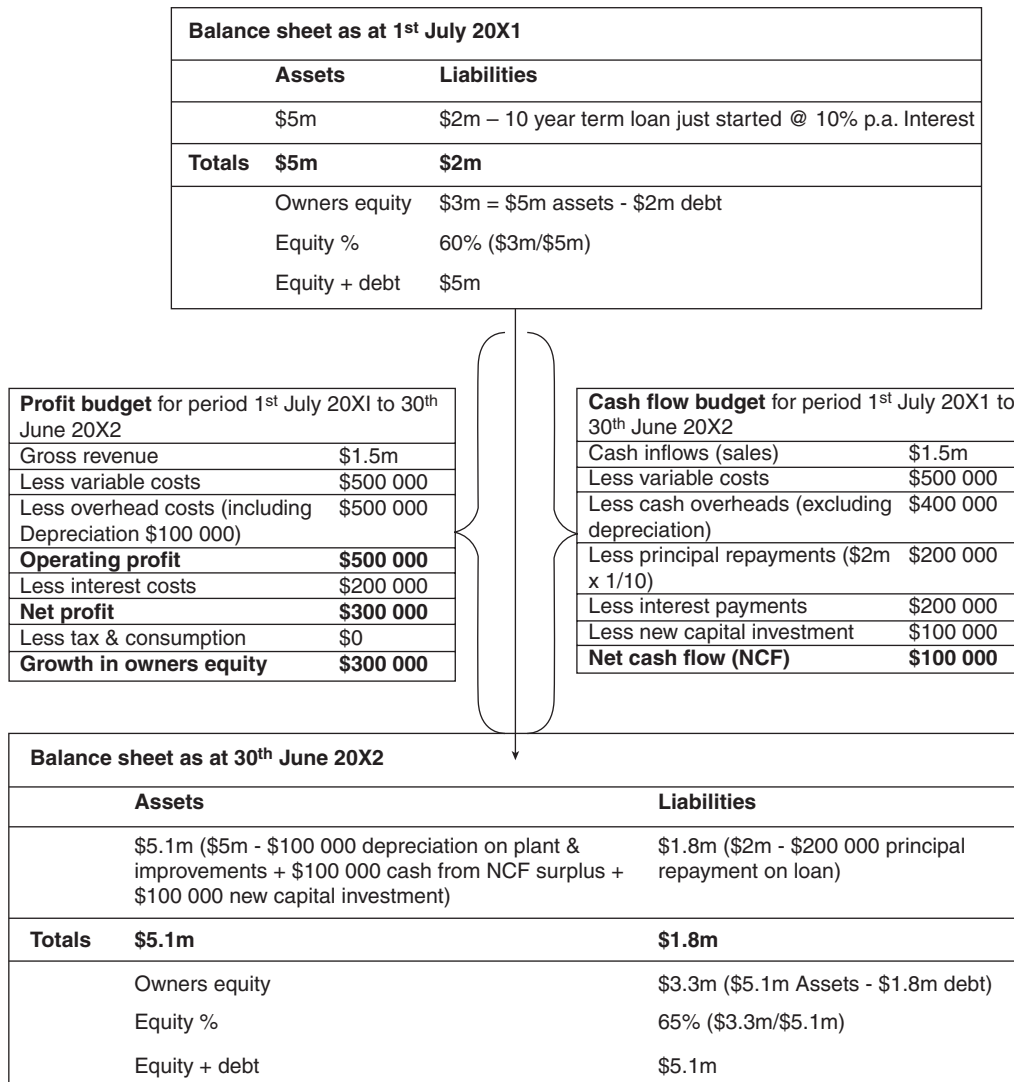 Balance sheet as at 1st July 20X1
Assets Liabilities
$5m $2m – 10 year term loan just started @ 10% p.a. Interest
Totals $5m $2m
Owners equity $3m = $5m assets - $2m debt
Equity % 60% ($3m/$5m)
Equity + debt $5m
Profit budget for period 1st July 20XI to 30th
June 20X2
Gross revenue $1.5m
Less variable costs $500 000
Less overhead costs (including $500 000
Depreciation $100 000)
Operating profit $500 000
Less interest costs $200 000
Net profit $300 000
Less tax & consumption $0
Growth in owners equity $300 000
Cash flow budget for period 1st July 20X1 to
30th June 20X2
Cash inflows (sales) $1.5m
Less variable costs $500 000
Less cash overheads (excluding $400 000
depreciation)
Less principal repayments ($2m $200 000
x 1/10)
Less interest payments $200 000
Less new capital investment $100 000
Net cash flow (NCF) $100 000
Balance sheet as at 30th June 20X2
Assets Liabilities
$5.1m ($5m - $100 000 depreciation on plant & $1.8m ($2m - $200 000 principal
improvements + $100 000 cash from NCF surplus + repayment on loan)
$100 000 new capital investment)
Totals $5.1m $1.8m
Owners equity $3.3m ($5.1m Assets - $1.8m debt)
Equity % 65% ($3.3m/$5.1m)
Equity + debt $5.1m